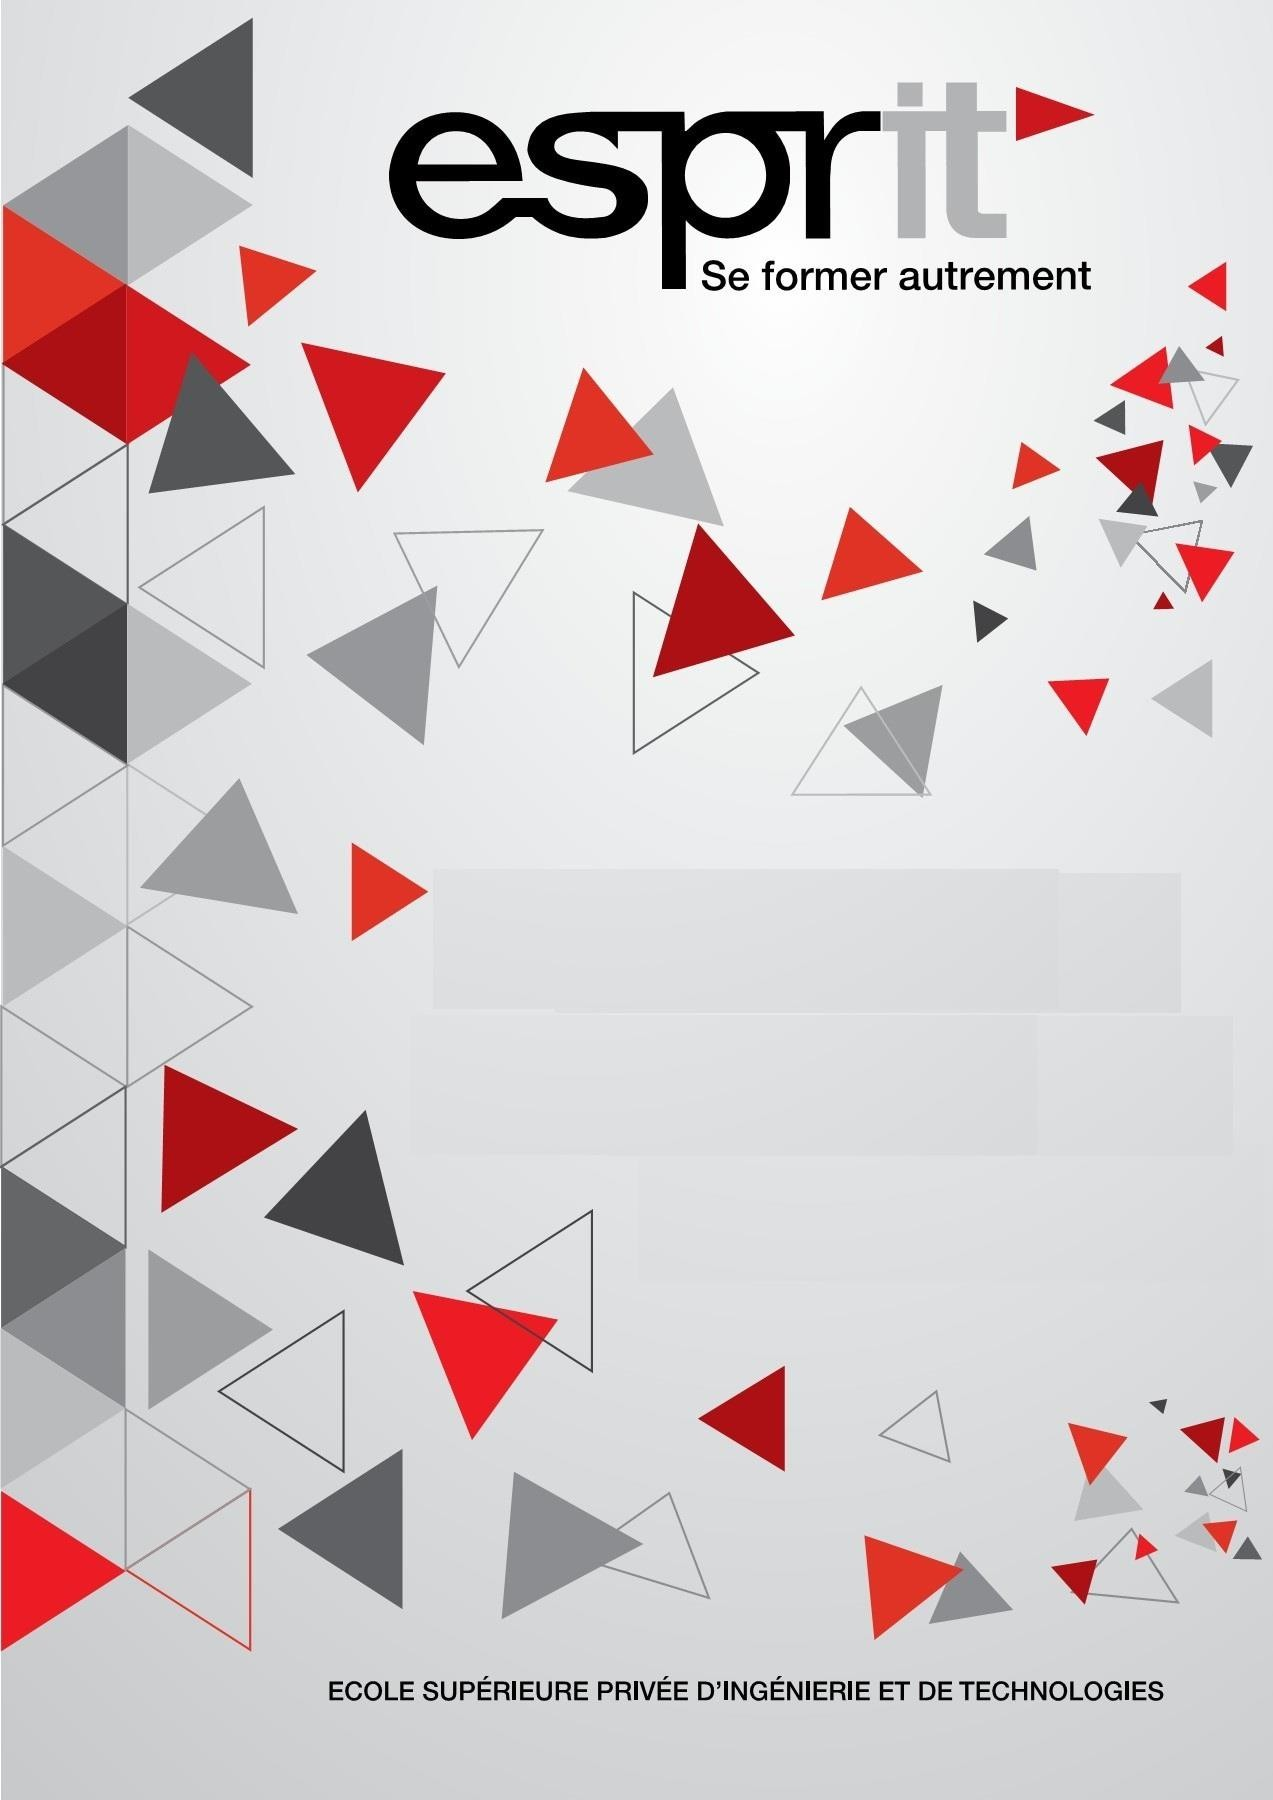 esprit
Se former autrement
ECOLE SUPÉRIEURE PRIVÉE D’INGÉNIERIE ET DE TECHNOLOGIES